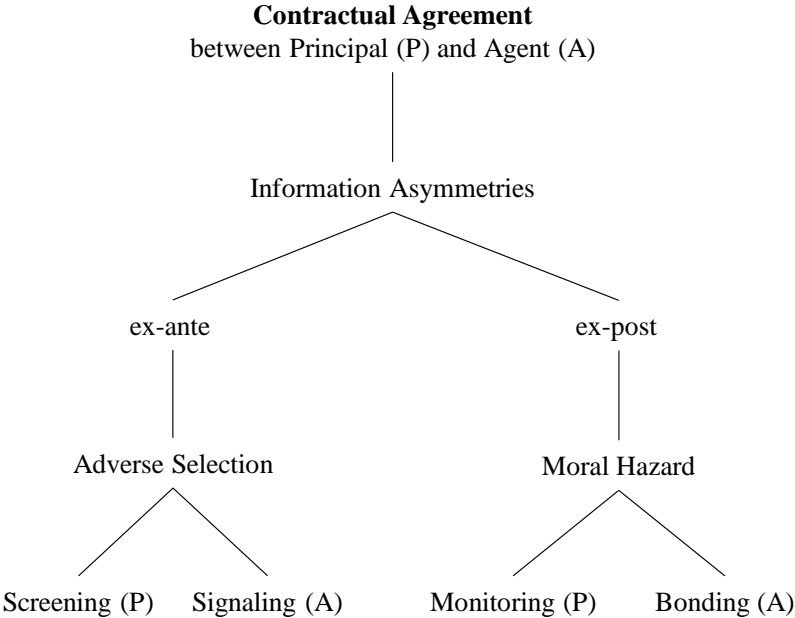 Contractual Agreement
between Principal (P) and Agent (A)
Information Asymmetries
ex-ante
ex-post
Adverse Selection
Moral Hazard
Screening (P)
Signaling (A)
Monitoring (P)
Bonding (A)